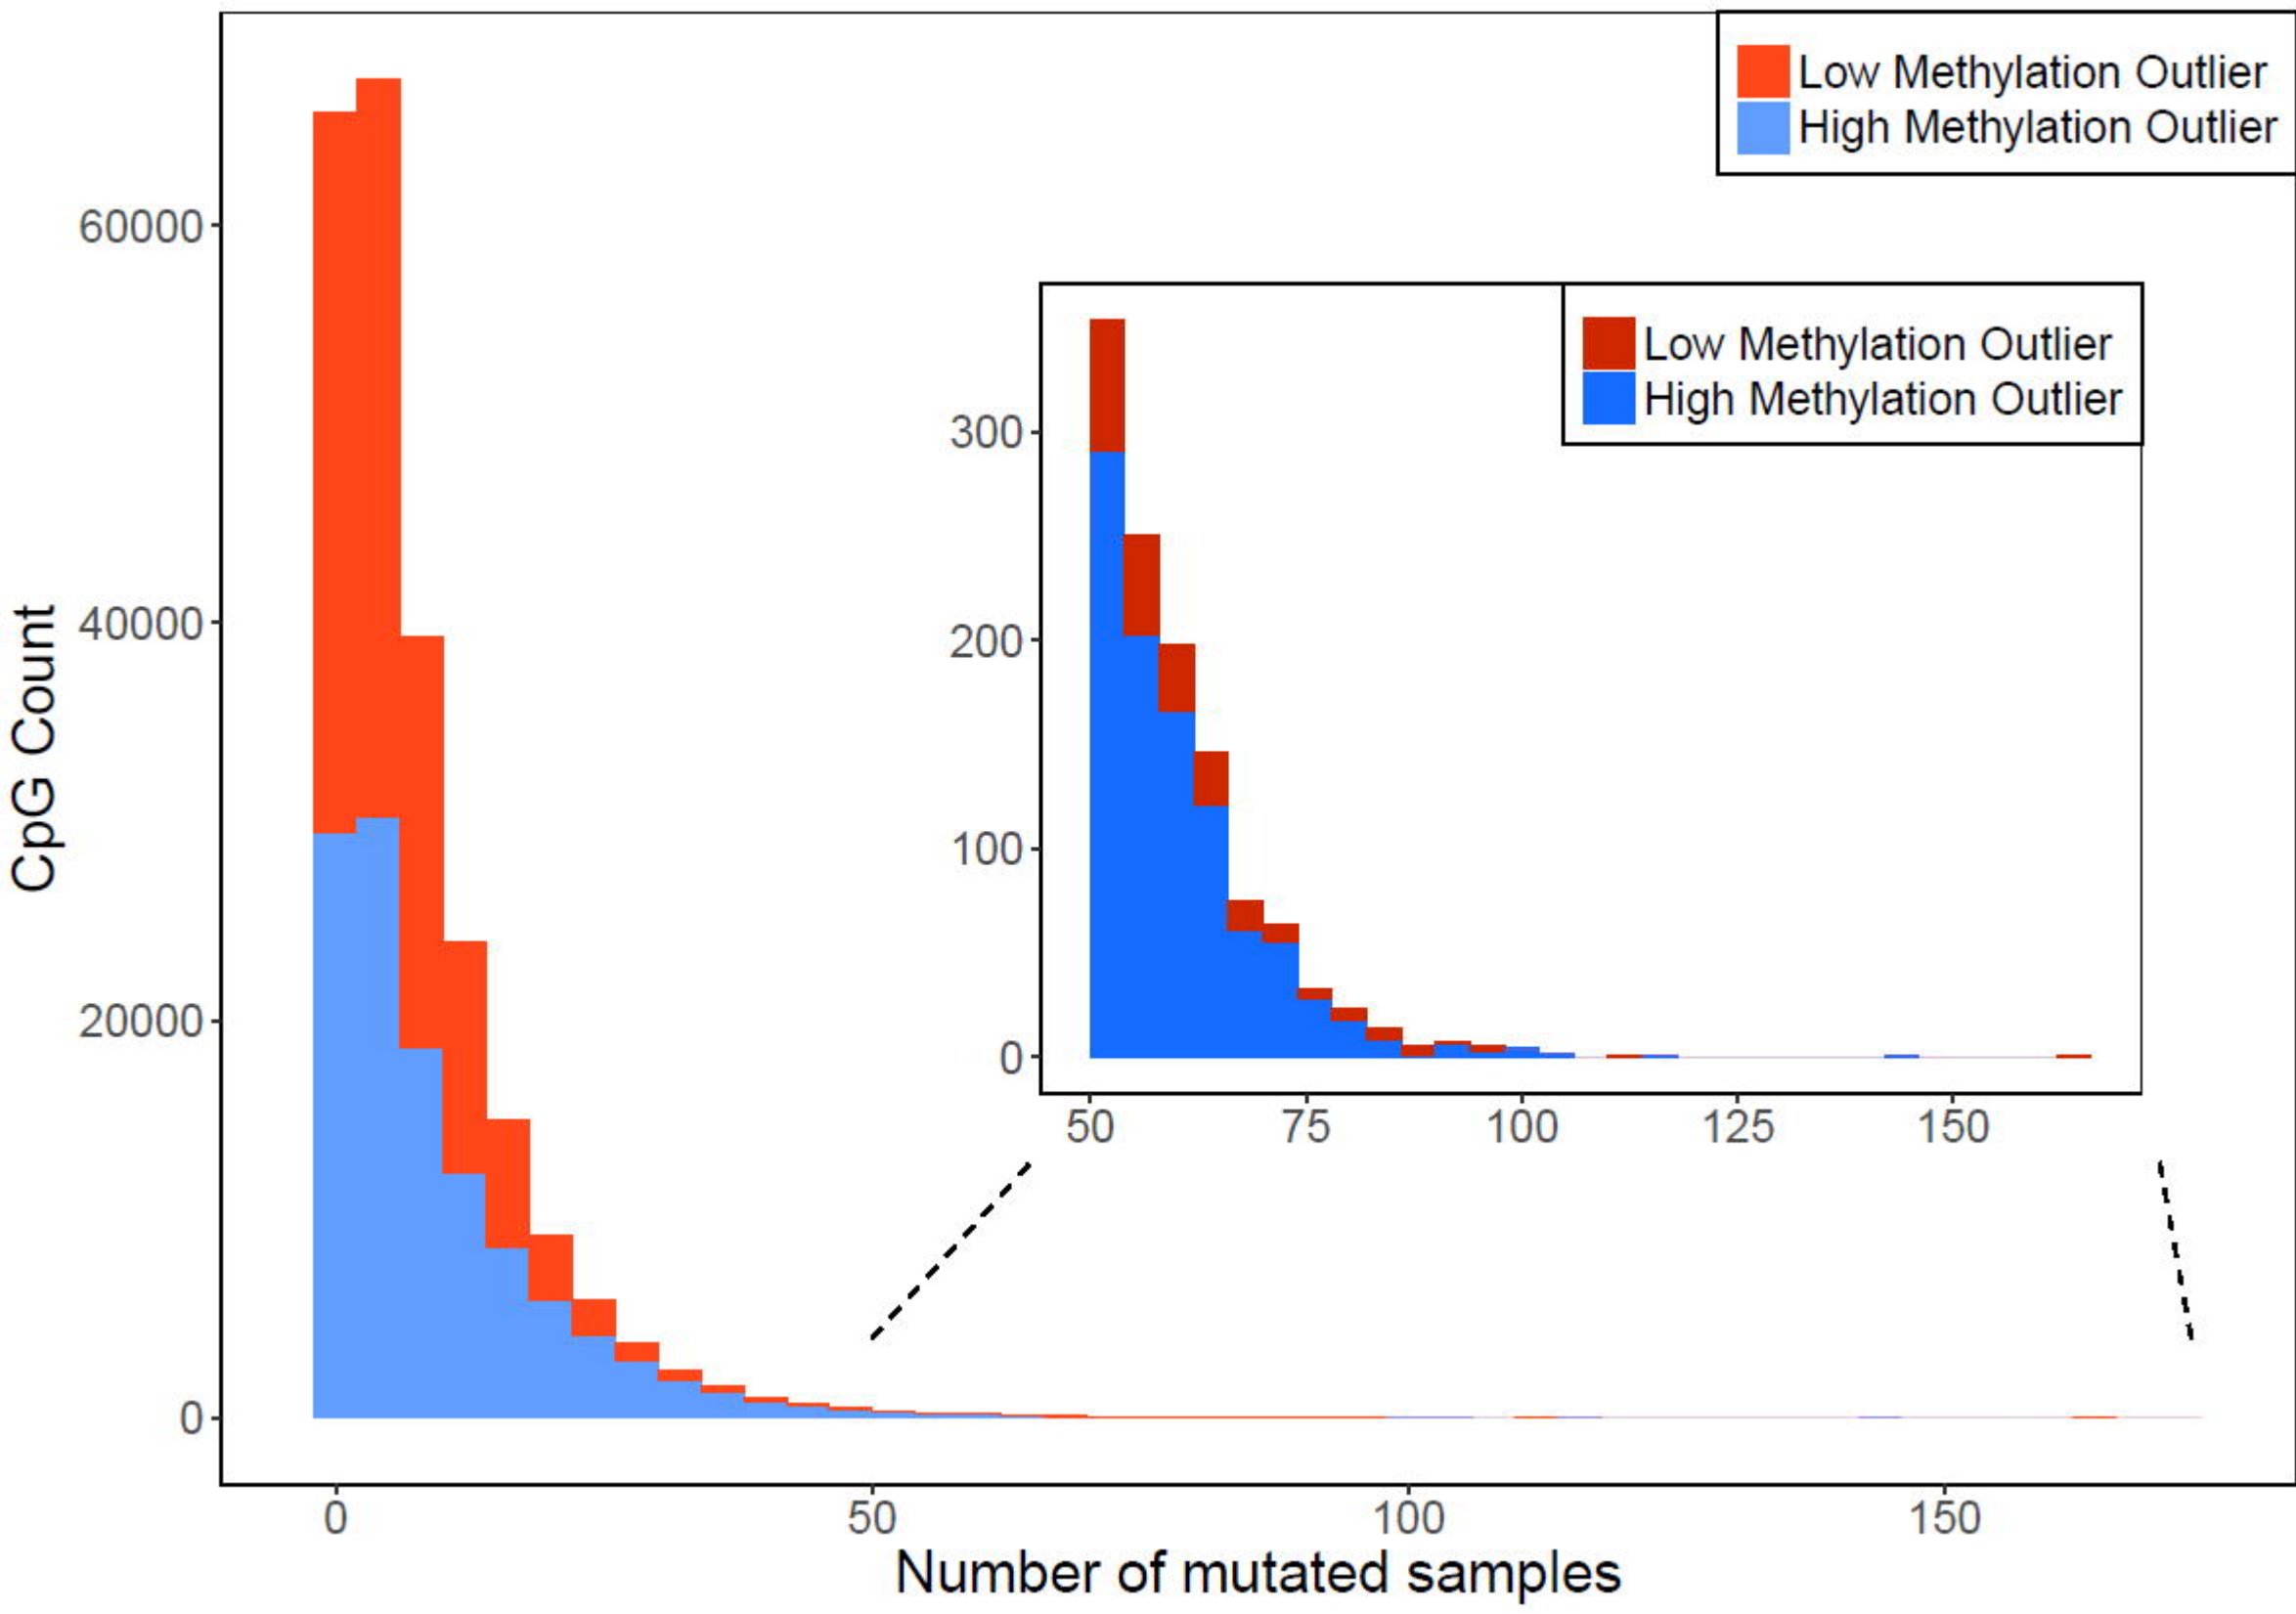 Low Methylation Outlier
High Methylation Outlier
60000
40000
20000
0
CpG Count
Low Methylation Outlier
High Methylation Outlier
300
200
100
0
50 75 100 125 150
0 50 100 150
Number of mutated samples